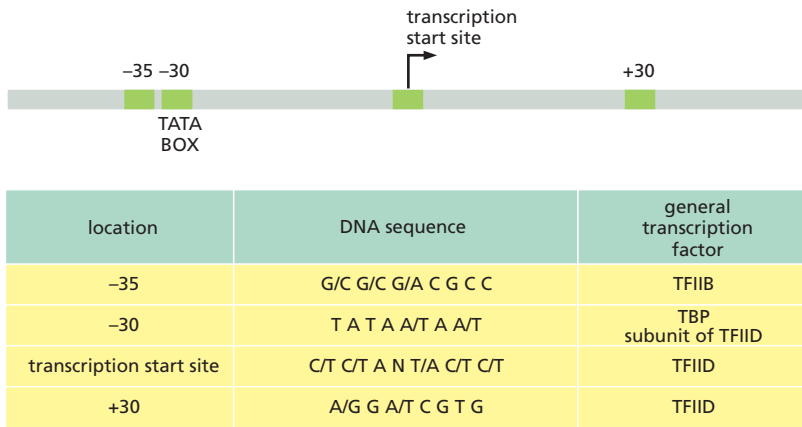 transcription
start site
–35 –30
+30
TATA
BOX
location
DNA sequence
general
transcription
factor
–35
G/C G/C G/A C G C C
TFIIB
–30
T A T A A/T A A/T
TBP
subunit of TFIID
transcription start site
C/T C/T A N T/A C/T C/T
TFIID
+30
A/G G A/T C G T G
TFIID